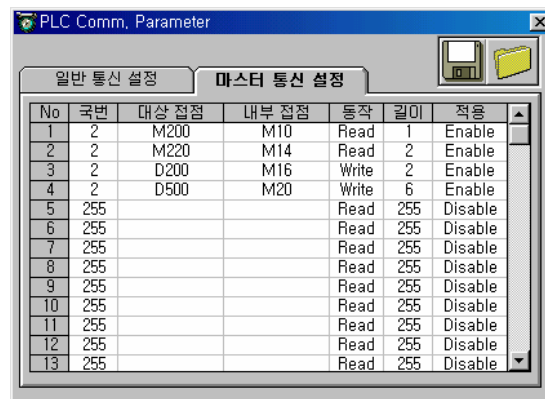 PLC Comm, Parameter
일반 통신 설정 마스터 통신 설정
No 국번 대상 접점 내부 접점 동작 길이 적용
1 2 M200 M10 Read 1 Enable
2 2 M220 M14 Read 2 Enable
3 2 D200 M16 Write 2 Enable
4 2 D500 M20 Write 6 Enable
5 255 Read 255 Disable
6 255 Read 255 Disable
7 255 Read 255 Disable
8 255 Read 255 Disable
9 255 Read 255 Disable
10 255 Read 255 Disable
11 255 Read 255 Disable
12 255 Read 255 Disable
13 255 Read 255 Disable